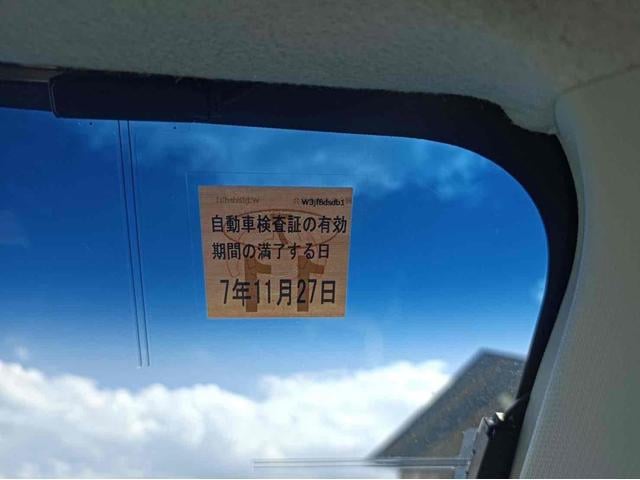 W3jf8dsdb1
自動車検査証の有効
期間の満了する日
7年11月27日